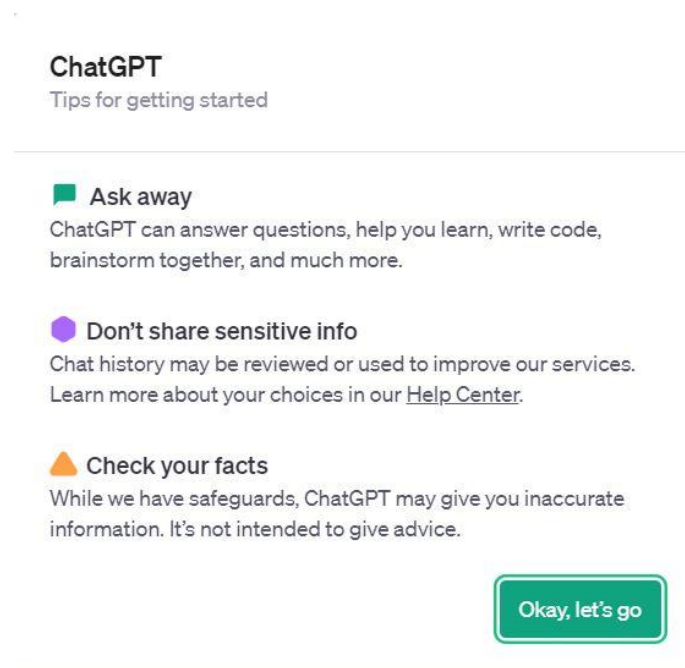 ChatGPT
Tips for getting started
Ask away
ChatGPT can answer questions, help you learn, write code,
brainstorm together, and much more.
Don’t share sensitive info
Chat history may be reviewed or used to improve our services.
Learn more about your choices in our Help Center.
Check your facts
While we have safeguards, ChatGPT may give you inaccurate
information. It’s not intended to give advice.
Okay, let’s go